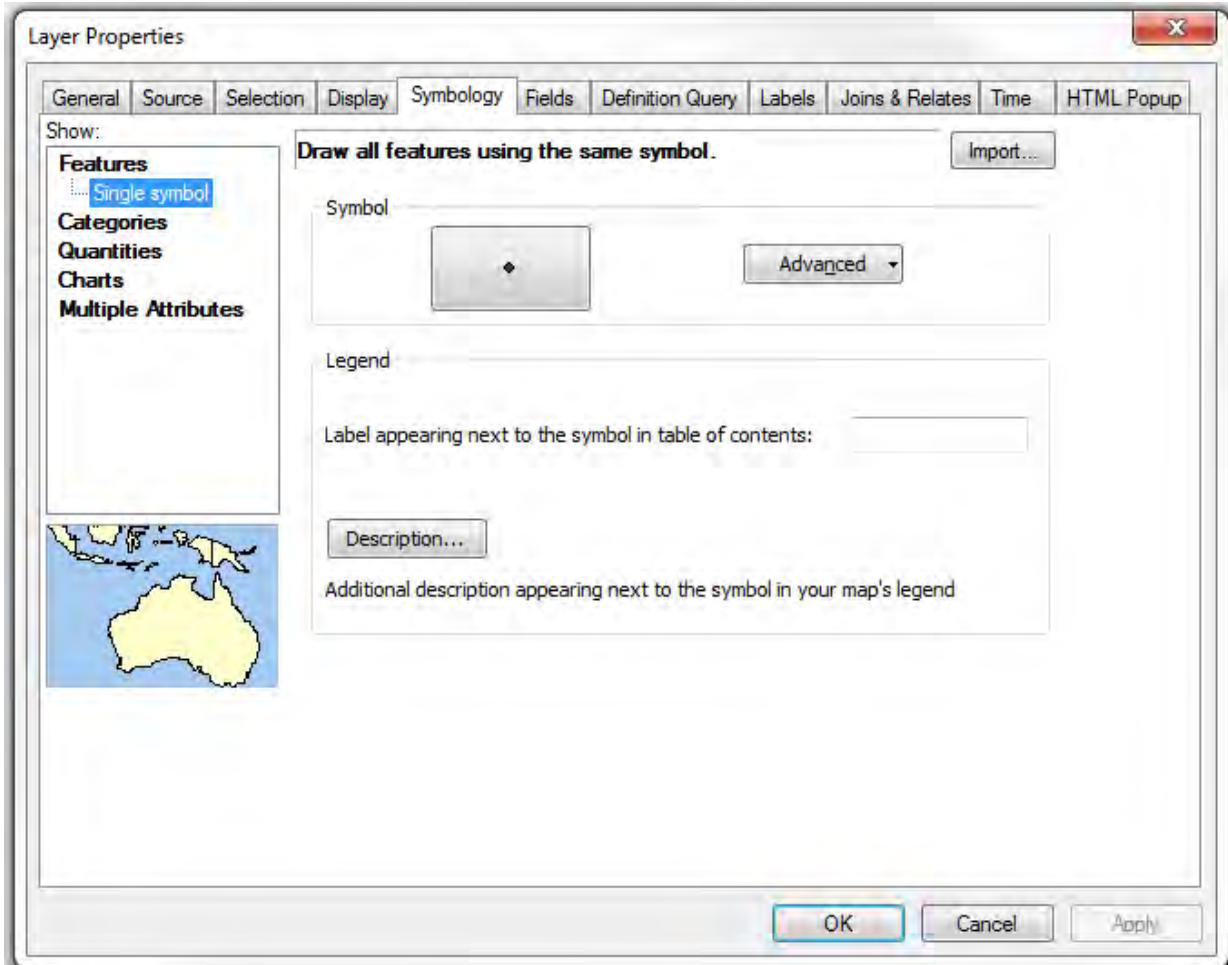 Layer Properties
X
General Source Selection Display Symbology Fields Definition Query Labels Joins & Relates Time HTML Popup
Show:
Features
Single symbol
Categories
Quantities
Charts
Multiple Attributes
Draw all features using the same symbol.
Import...
Symbol
Advanced
Legend
Label appearing next to the symbol in table of contents:
Description...
Additional description appearing next to the symbol in your map's legend
OK Cancel Apply